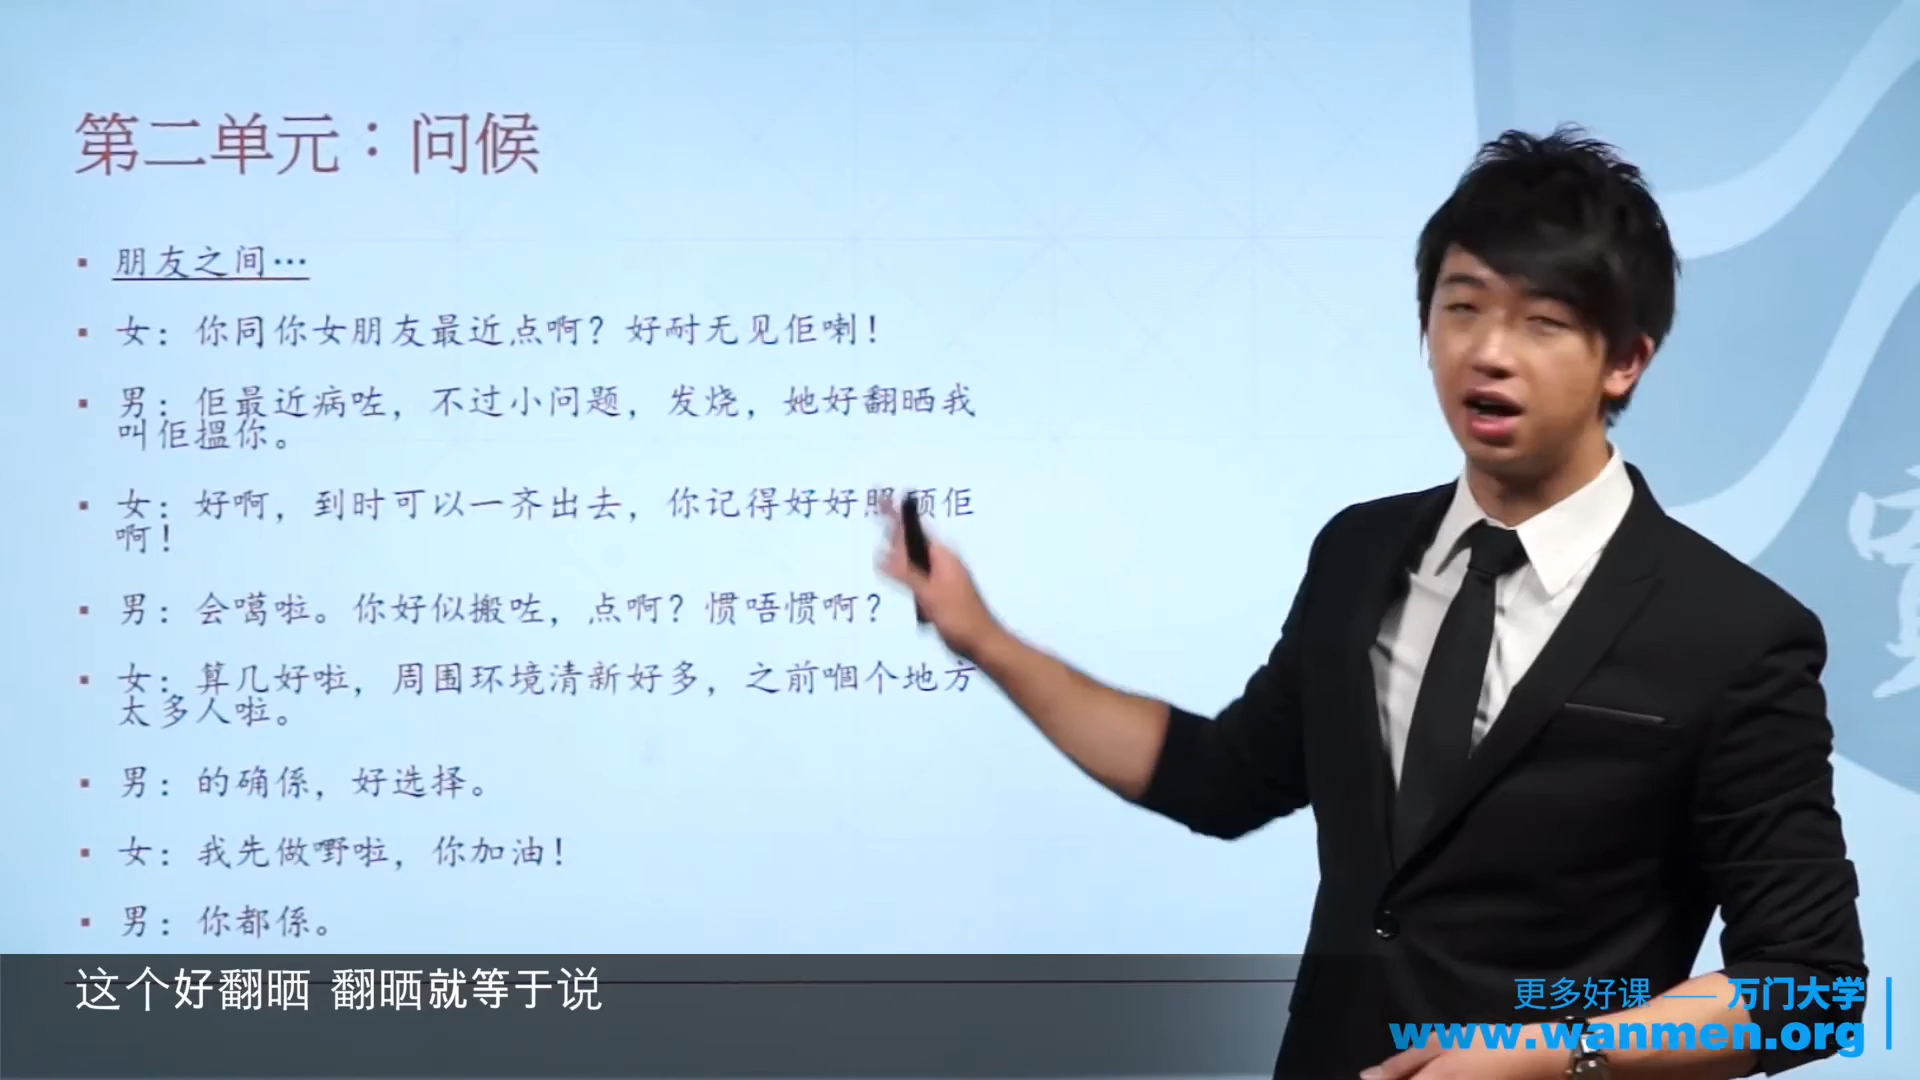 第二单元：问候
朋友之间…
女：你同你女朋友最近点啊？好耐无见佢喇！
男：佢最近病咗，不过小问题，发烧，她好翻晒我
叫佢搵你。
女：好啊，到时可以一齐出去，你记得好好照顾佢
啊！
男：会噶啦。你好似搬咗，点啊？惯唔惯啊？
女：算几好啦，周围环境清新好多，之前嗰个地方
太多人啦。
男：的确係，好选择。
女：我先做嘢啦，你加油！
男：你都係。
这个好翻晒 翻晒就等于说
更多好课 —— 万门大学
www.wanmen.org